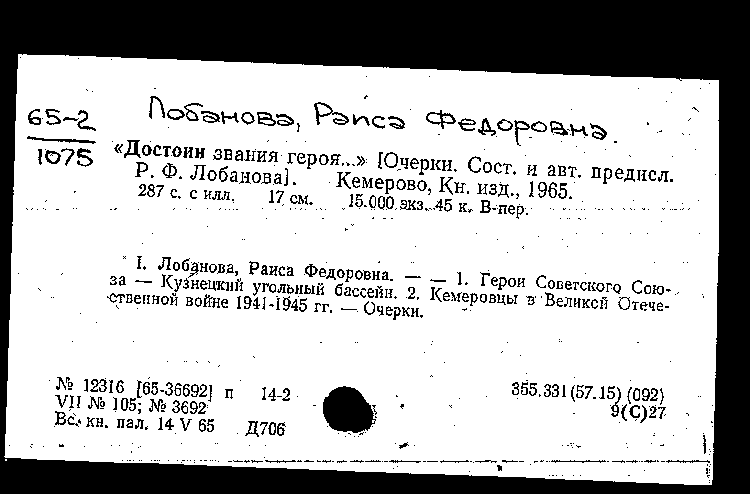 65-2
1075
Лобанова, Раиса Федоровна.
«Достоин звания героя...» [Очерки. Сост. и авт. предисл.
Р. Ф. Лобанова]. Кемерово, Кн. изд., 1965.
287 с. с илл. 17 см. 15.000 экз. 45 к. В пер.
I. Лобанова, Раиса Федоровна. — — 1. Герои Советского Сою-
за — Кузнецкий угольный бассейн. 2. Кемеровцы в Великой Отече-
ственной войне 1941-1945 гг. — Очерки.
№ 12316 [65-36692] п 14-2 355.331(57.15) (092)
VII № 105; № 3692 9(С)27
Вс. кн. пал. 14 V 65 Д706